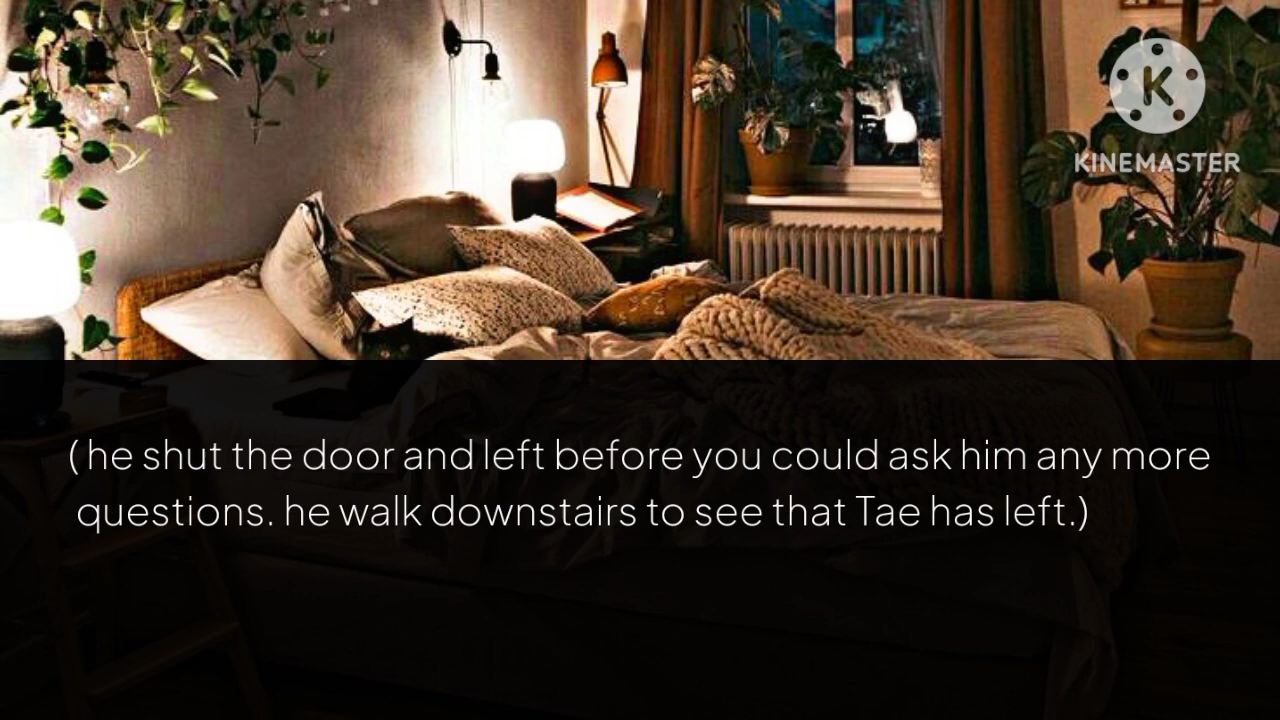 K
KINEMASTER
(he shut the door and left before you could ask him any more
questions. he walk downstairs to see that Tae has left.)